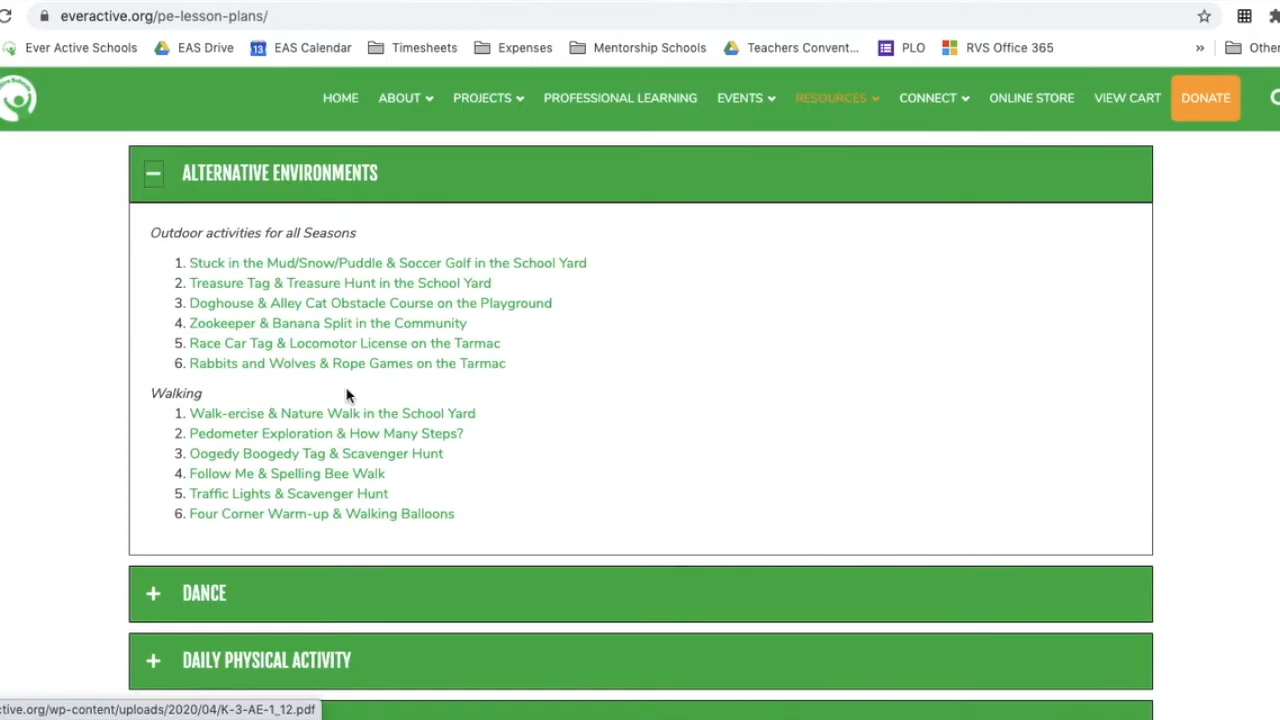 everactive.org/pe-lesson-plans/
Ever Active Schools EAS Drive 13 EAS Calendar Timesheets Expenses Mentorship Schools Teachers Convent... PLO RVS Office 365 » Other
HOME ABOUT PROJECTS PROFESSIONAL LEARNING EVENTS RESOURCES CONNECT ONLINE STORE VIEW CART DONATE
− ALTERNATIVE ENVIRONMENTS
Outdoor activities for all Seasons
1. Stuck in the Mud/Snow/Puddle & Soccer Golf in the School Yard
2. Treasure Tag & Treasure Hunt in the School Yard
3. Doghouse & Alley Cat Obstacle Course on the Playground
4. Zookeeper & Banana Split in the Community
5. Race Car Tag & Locomotor License on the Tarmac
6. Rabbits and Wolves & Rope Games on the Tarmac
Walking
1. Walk-ercise & Nature Walk in the School Yard
2. Pedometer Exploration & How Many Steps?
3. Oogedy Boogedy Tag & Scavenger Hunt
4. Follow Me & Spelling Bee Walk
5. Traffic Lights & Scavenger Hunt
6. Four Corner Warm-up & Walking Balloons
+ DANCE
+ DAILY PHYSICAL ACTIVITY
ctive.org/wp-content/uploads/2020/04/K-3-AE-1_12.pdf